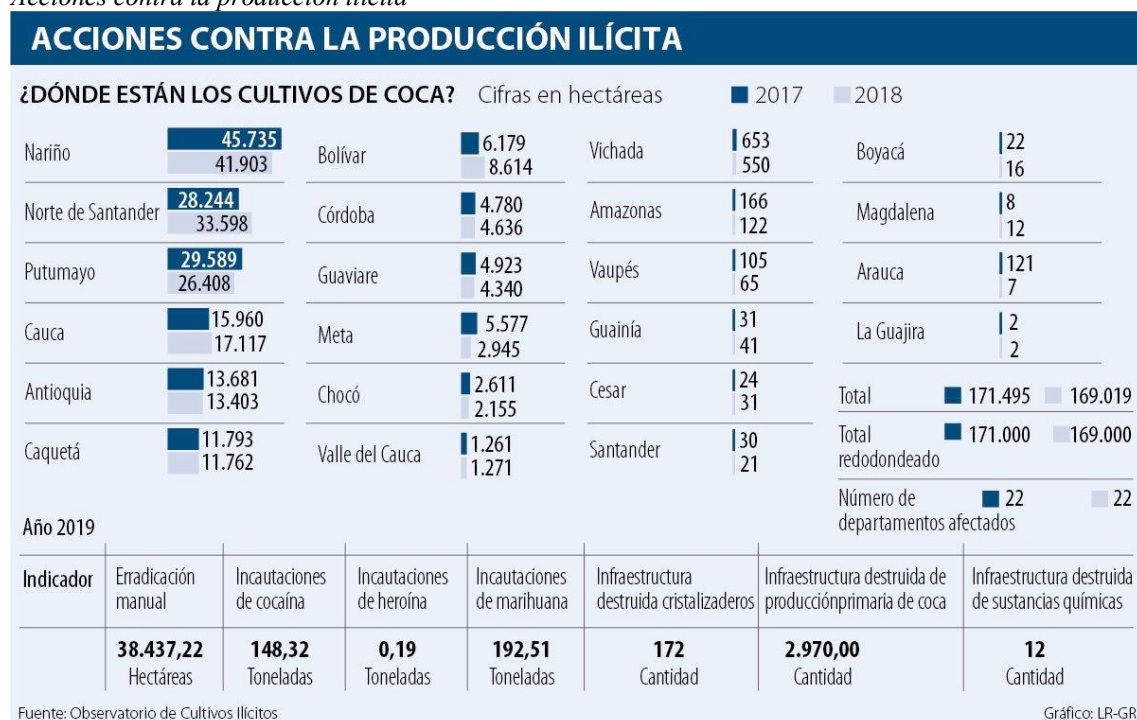 Acciones contra la producción ilícita
ACCIONES CONTRA LA PRODUCCIÓN ILÍCITA
¿DÓNDE ESTÁN LOS CULTIVOS DE COCA? Cifras en hectáreas 2017 2018
Nariño 45.735 41.903
Norte de Santander 28.244 33.598
Putumayo 29.589 26.408
Cauca 15.960 17.117
Antioquia 13.681 13.403
Caquetá 11.793 11.762
Bolívar 6.179 8.614
Córdoba 4.780 4.636
Guaviare 4.923 4.340
Meta 5.577 2.945
Chocó 2.611 2.155
Valle del Cauca 1.261 1.271
Vichada 653 550
Amazonas 166 122
Vaupés 105 65
Guainía 31 41
Cesar 24 31
Santander 30 21
Boyacá 22 16
Magdalena 8 12
Arauca 121 7
La Guajira 2 2
Total 171.495 169.019
Total redodondeado 171.000 169.000
Número de departamentos afectados 22 22
Año 2019
Indicador
Erradicación manual
38.437,22
Hectáreas
Incautaciones de cocaína
148,32
Toneladas
Incautaciones de heroína
0,19
Toneladas
Incautaciones de marihuana
192,51
Toneladas
Infraestructura destruida cristalizaderos
172
Cantidad
Infraestructura destruida de producciónprimaria de coca
2.970,00
Cantidad
Infraestructura destruida de sustancias químicas
12
Cantidad
Fuente: Observatorio de Cultivos Ilícitos
Gráfico: LR-GR